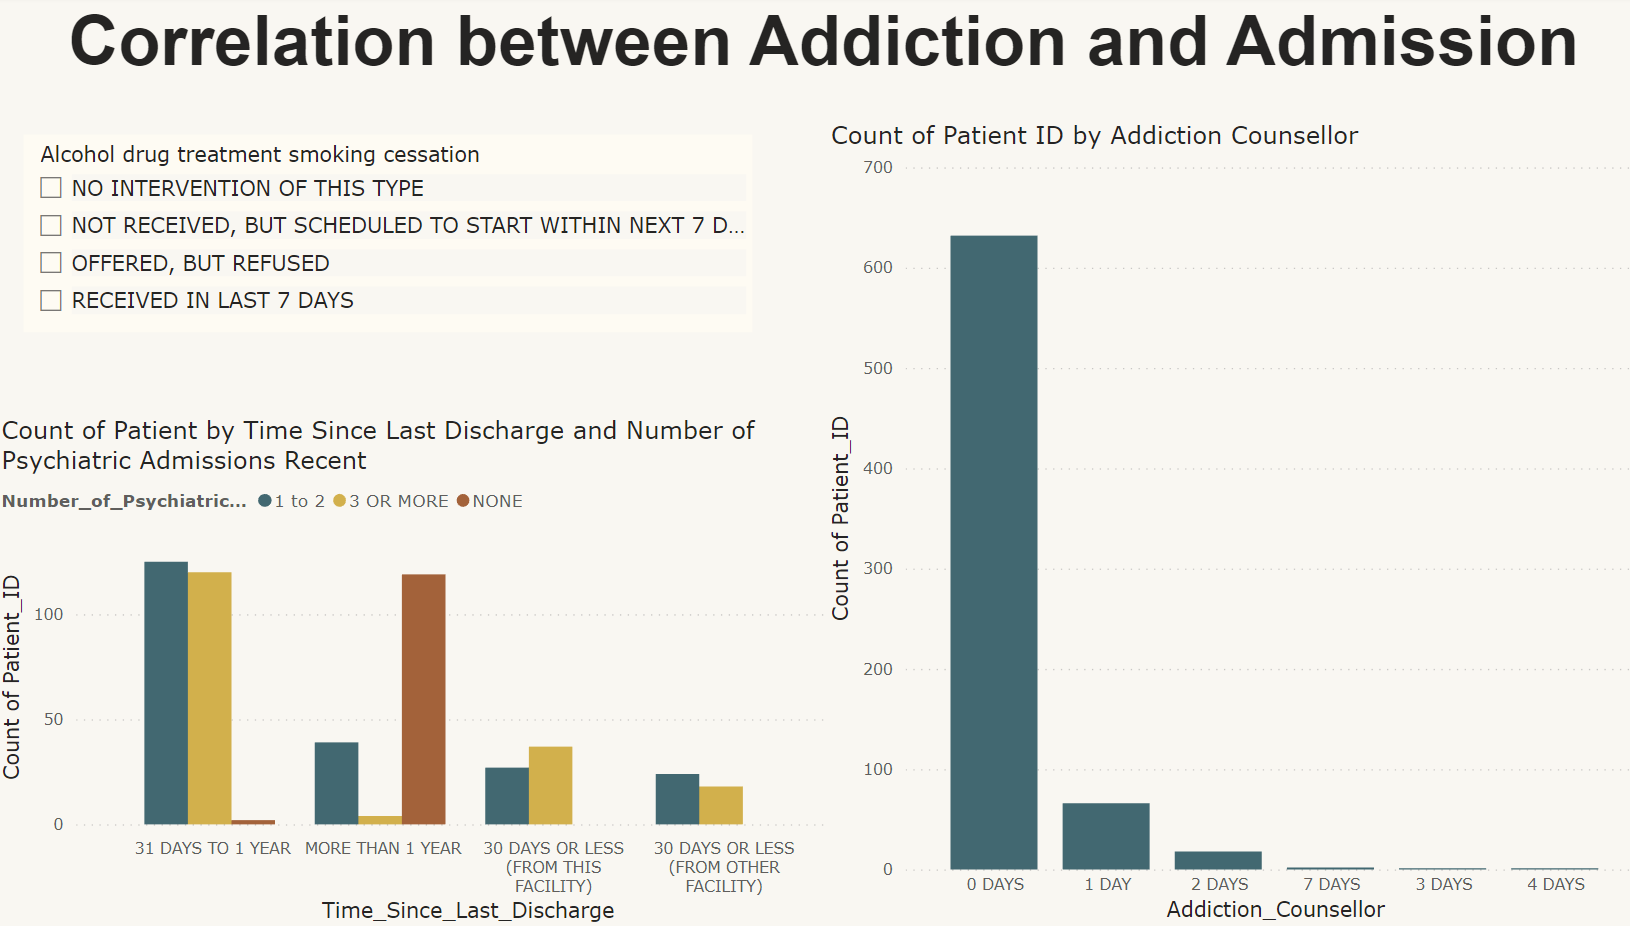 Correlation between Addiction and Admission
Alcohol drug treatment smoking cessation
NO INTERVENTION OF THIS TYPE
NOT RECEIVED, BUT SCHEDULED TO START WITHIN NEXT 7 D...
OFFERED, BUT REFUSED
RECEIVED IN LAST 7 DAYS
Count of Patient by Time Since Last Discharge and Number of
Psychiatric Admissions Recent
Number_of_Psychiatric... 1 to 2 3 OR MORE NONE
Count of Patient_ID
100
50
0
31 DAYS TO 1 YEAR
MORE THAN 1 YEAR
30 DAYS OR LESS
(FROM THIS
FACILITY)
30 DAYS OR LESS
(FROM OTHER
FACILITY)
Time_Since_Last_Discharge
Count of Patient ID by Addiction Counsellor
Count of Patient_ID
700
600
500
400
300
200
100
0
0 DAYS
1 DAY
2 DAYS
7 DAYS
3 DAYS
4 DAYS
Addiction_Counsellor